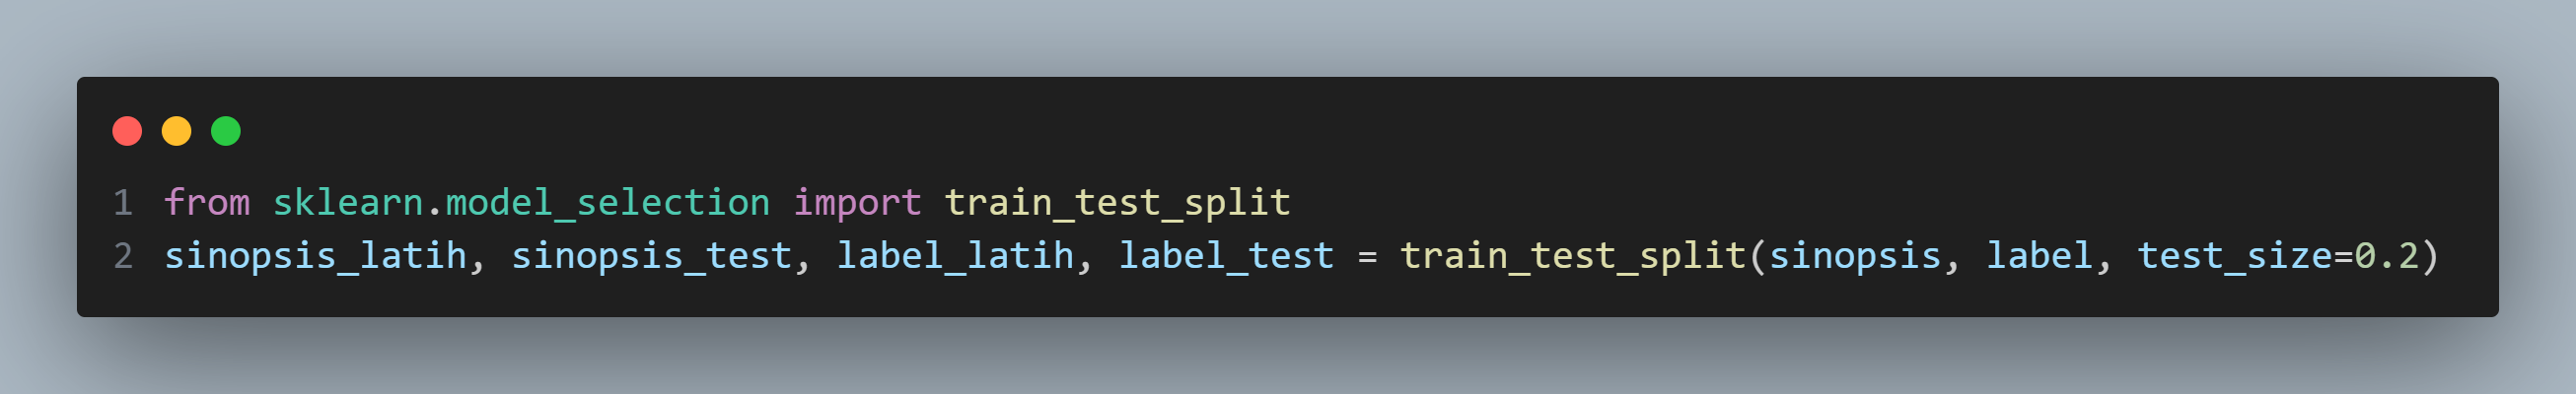 1 from sklearn.model_selection import train_test_split
2 sinopsis_latih, sinopsis_test, label_latih, label_test = train_test_split(sinopsis, label, test_size=0.2)